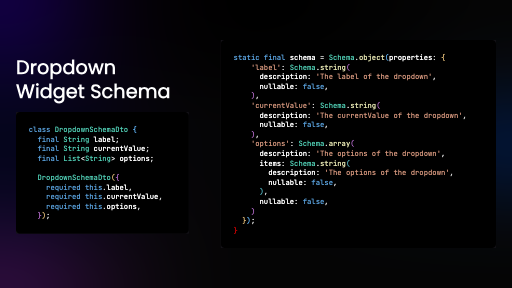 Dropdown
Widget Schema
class DropdownSchemaDto {
final String label;
final String currentValue;
final List<String> options;
DropdownSchemaDto({
required this.label,
required this.currentValue,
required this.options,
});
static final schema = Schema.object(properties: {
'label': Schema.string(
description: 'The label of the dropdown',
nullable: false,
),
'currentValue': Schema.string(
description: 'The currentValue of the dropdown',
nullable: false,
),
'options': Schema.array(
description: 'The options of the dropdown',
items: Schema.string(
description: 'The options of the dropdown',
nullable: false,
),
nullable: false,
)
});
}